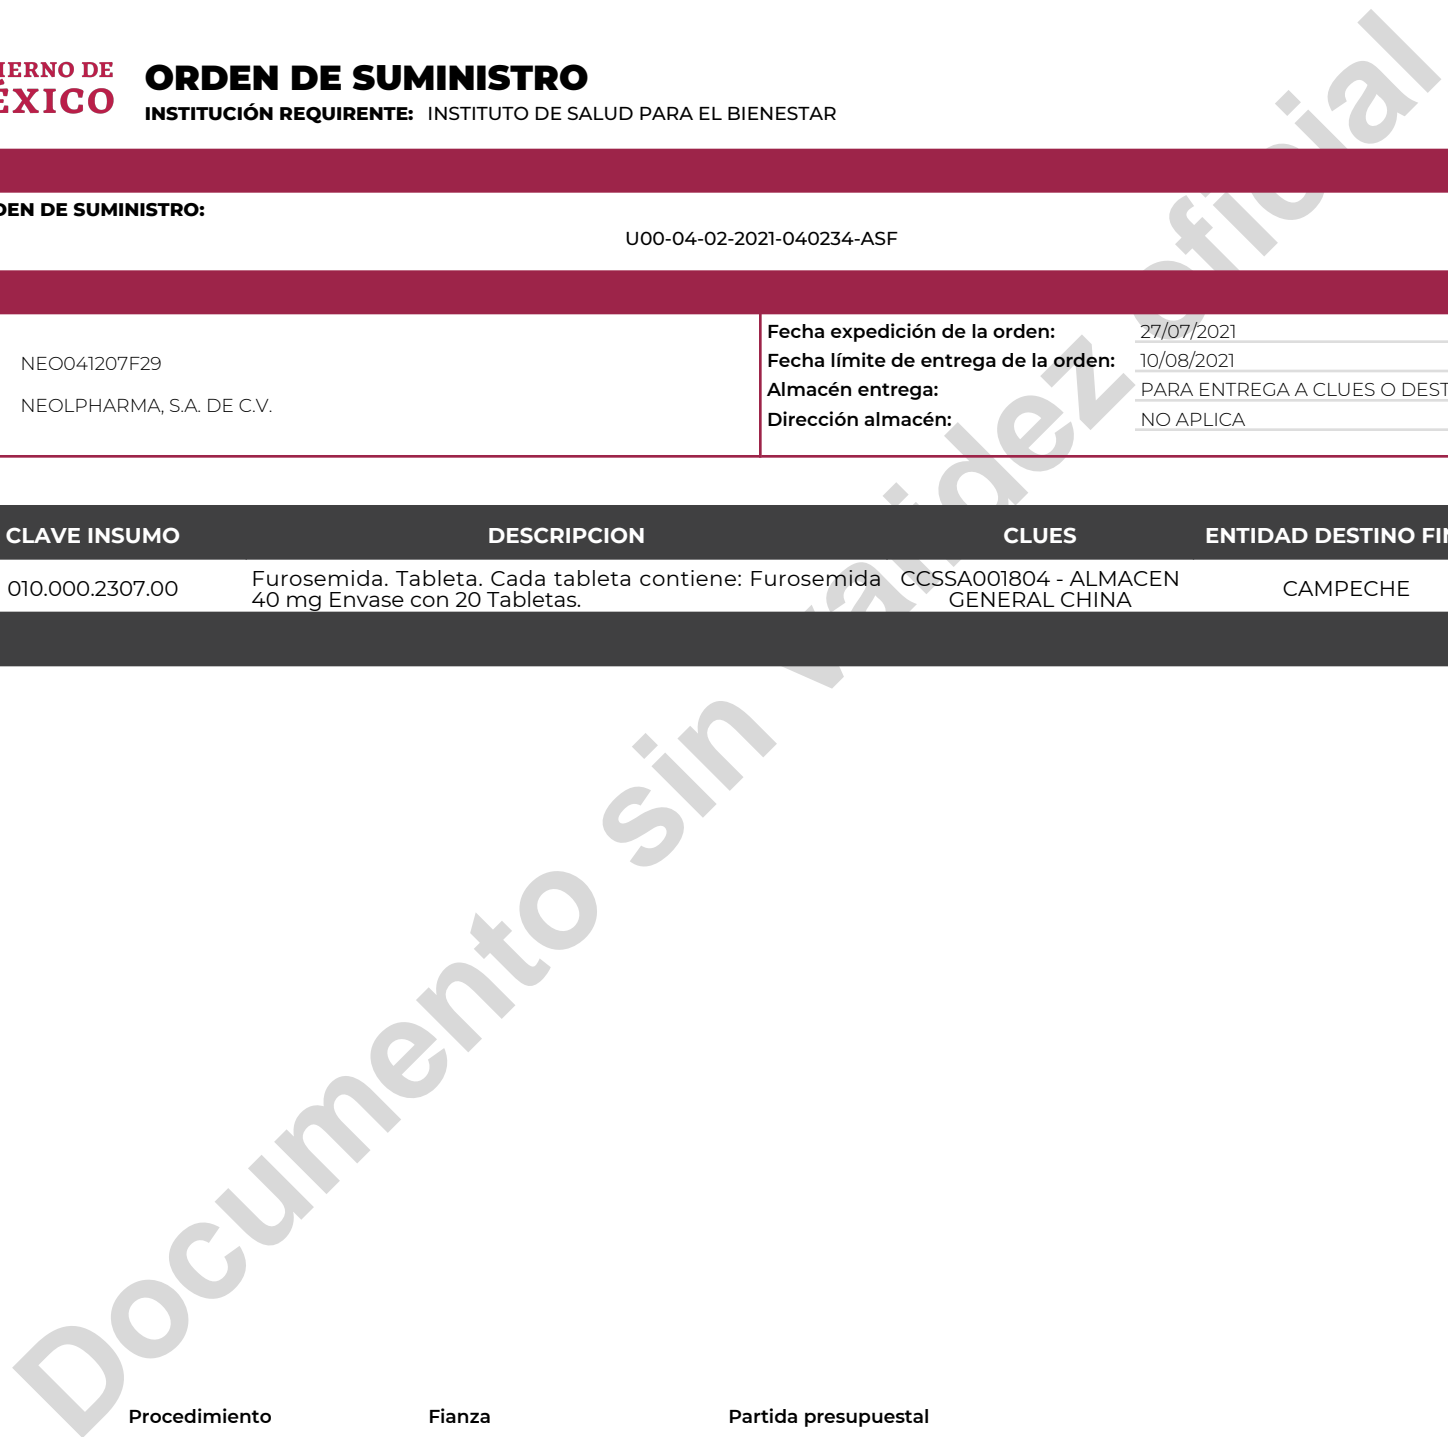 IERNO DE
ÉXICO
ORDEN DE SUMINISTRO
INSTITUCIÓN REQUIRENTE: INSTITUTO DE SALUD PARA EL BIENESTAR
DEN DE SUMINISTRO:
U00-04-02-2021-040234-ASF
NEO041207F29
NEOLPHARMA, S.A. DE C.V.
Fecha expedición de la orden: 27/07/2021
Fecha límite de entrega de la orden: 10/08/2021
Almacén entrega: PARA ENTREGA A CLUES O DEST
Dirección almacén: NO APLICA
CLAVE INSUMO DESCRIPCION CLUES ENTIDAD DESTINO FIN
010.000.2307.00
Furosemida. Tableta. Cada tableta contiene: Furosemida
40 mg Envase con 20 Tabletas.
CCSSA001804 - ALMACEN
GENERAL CHINA
CAMPECHE
Documento sin validez oficial
Procedimiento Fianza Partida presupuestal